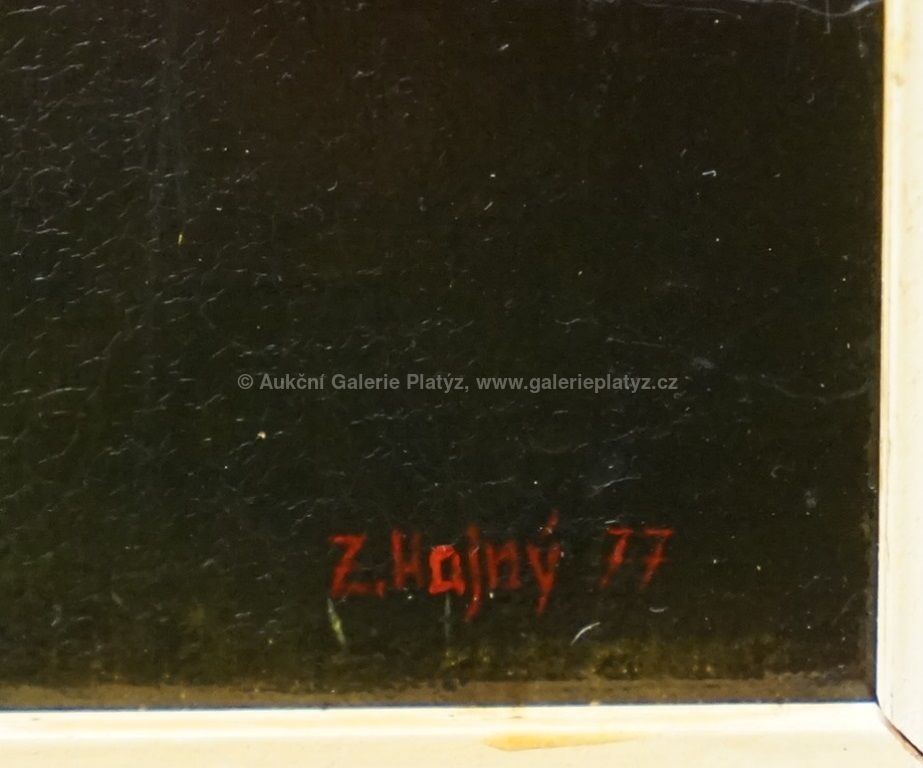 © Aukční Galerie Platýz, www.galerieplatyz.cz
Z. Hajný 77